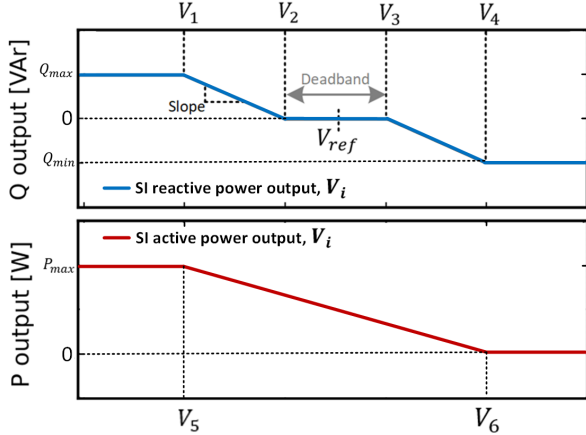 V₁ V₂ V₃ V₄
Q output [VAr]
Qmax
Deadband
Slope
0
Vref
Qmin
SI reactive power output, Vᵢ
P output [W]
SI active power output, Vᵢ
Pmax
0
V₅ V₆